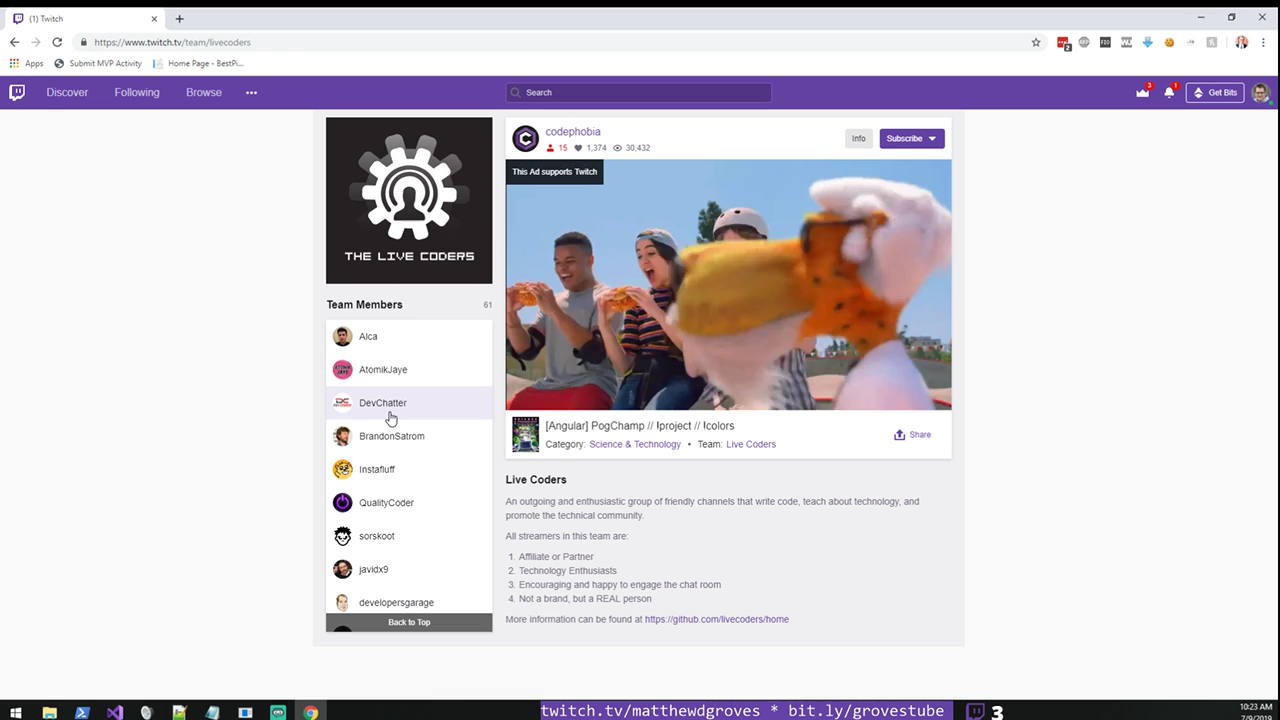 (1) Twitch
https://www.twitch.tv/team/livecoders
Apps
Submit MVP Activity
Home Page - BestPi...
Discover
Following
Browse
Search
3
1
Get Bits
THE LIVE CODERS
codephobia
15
1,374
30,432
Info
Subscribe
This Ad supports Twitch
Team Members
61
Alca
AtomikJaye
DevChatter
BrandonSatrom
Instafluff
QualityCoder
sorskoot
javidx9
developersgarage
Back to Top
[Angular] PogChamp // !project // !colors
Category: Science & Technology • Team: Live Coders
Share
Live Coders
An outgoing and enthusiastic group of friendly channels that write code, teach about technology, and
promote the technical community.
All streamers in this team are:
1. Affiliate or Partner
2. Technology Enthusiasts
3. Encouraging and happy to engage the chat room
4. Not a brand, but a REAL person
More information can be found at https://github.com/livecoders/home
twitch.tv/matthewdgroves * bit.ly/grovestube
3
10:23 AM
7/9/2019